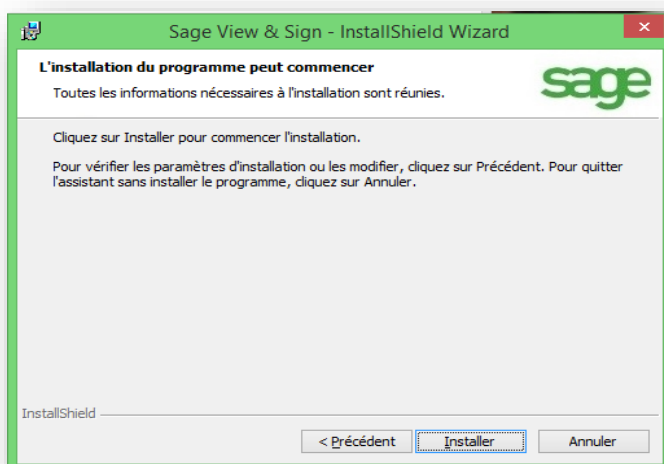 Sage View & Sign - InstallShield Wizard
L'installation du programme peut commencer
Toutes les informations nécessaires à l'installation sont réunies.
sage
Cliquez sur Installer pour commencer l'installation.
Pour vérifier les paramètres d'installation ou les modifier, cliquez sur Précédent. Pour quitter
l'assistant sans installer le programme, cliquez sur Annuler.
InstallShield
< Précédent Installer Annuler